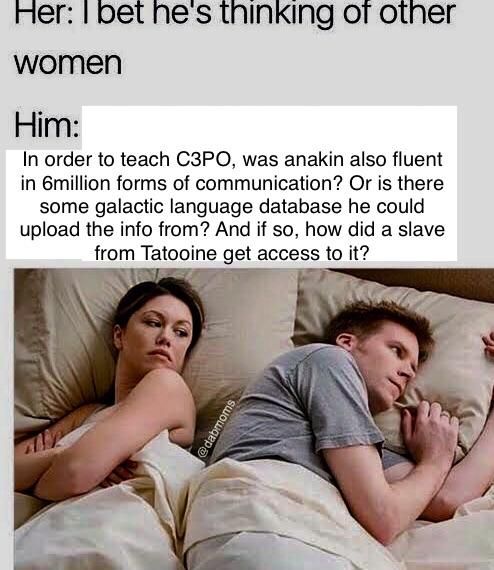 Her: I bet he's thinking of other
women
Him:
In order to teach C3PO, was anakin also fluent
in 6million forms of communication? Or is there
some galactic language database he could
upload the info from? And if so, how did a slave
from Tatooine get access to it?
@dabmoms